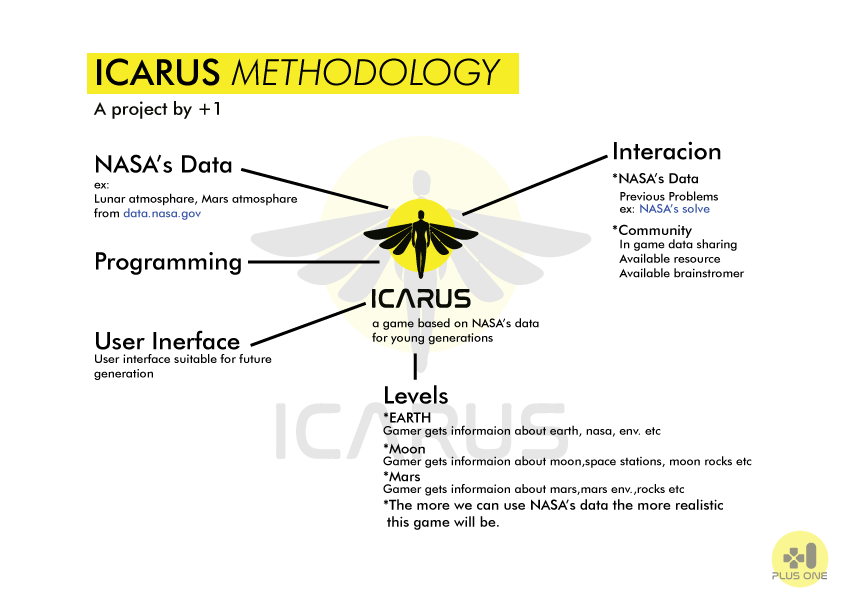 ICARUS METHODOLOGY
A project by +1
NASA's Data
ex:
Lunar atmosphare, Mars atmosphare
from data.nasa.gov
Programming
User Inerface
User interface suitable for future
generation
Interacion
*NASA's Data
Previous Problems
ex: NASA's solve
*Community
In game data sharing
Available resource
Available brainstromer
ICARUS
a game based on NASA's data
for young generations
Levels
*EARTH
Gamer gets informaion about earth, nasa, env. etc
*Moon
Gamer gets informaion about moon,space stations, moon rocks etc
*Mars
Gamer gets informaion about mars,mars env.,rocks etc
*The more we can use NASA's data the more realistic
this game will be.
ICARUS
PLUS ONE